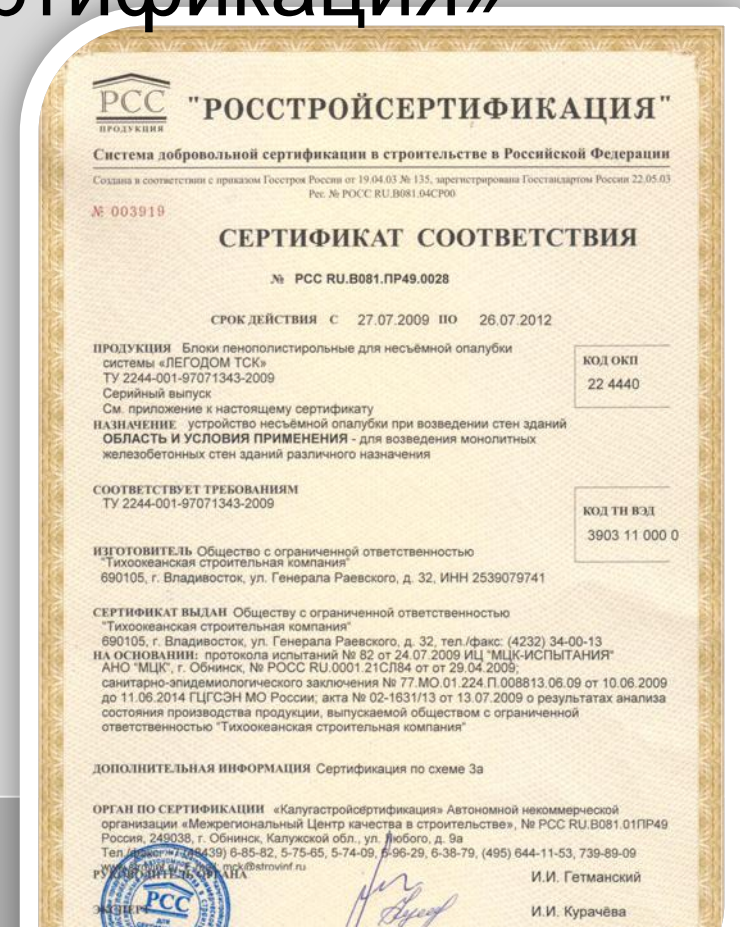 ртификация»
РСС
ПРОДУКЦИЯ
"РОССТРОЙСЕРТИФИКАЦИЯ"
Система добровольной сертификации в строительстве в Российской Федерации
Создана в соответствии с приказом Госстроя России от 19.04.03 № 135, зарегистрирована Госстандартом России 22.05.03
Рег. № РОСС RU.В081.04СР00
№ 003919
СЕРТИФИКАТ СООТВЕТСТВИЯ
№ РСС RU.В081.ПР49.0028
СРОК ДЕЙСТВИЯ С 27.07.2009 ПО 26.07.2012
ПРОДУКЦИЯ Блоки пенополистирольные для несъёмной опалубки
системы «ЛЕГОДОМ ТСК»
ТУ 2244-001-97071343-2009
Серийный выпуск
См. приложение к настоящему сертификату
КОД ОКП
22 4440
НАЗНАЧЕНИЕ устройство несъёмной опалубки при возведении стен зданий
ОБЛАСТЬ И УСЛОВИЯ ПРИМЕНЕНИЯ - для возведения монолитных
железобетонных стен зданий различного назначения
СООТВЕТСТВУЕТ ТРЕБОВАНИЯМ
ТУ 2244-001-97071343-2009
КОД ТН ВЭД
3903 11 000 0
ИЗГОТОВИТЕЛЬ Общество с ограниченной ответственностью
"Тихоокеанская строительная компания"
690105, г. Владивосток, ул. Генерала Раевского, д. 32, ИНН 2539079741
СЕРТИФИКАТ ВЫДАН Обществу с ограниченной ответственностью
"Тихоокеанская строительная компания"
690105, г. Владивосток, ул. Генерала Раевского, д. 32, тел./факс: (4232) 34-00-13
НА ОСНОВАНИИ: протокола испытаний № 82 от 24.07.2009 ИЦ "МЦК-ИСПЫТАНИЯ"
АНО "МЦК", г. Обнинск, № РОСС RU.0001.21СЛ84 от от 29.04.2009;
санитарно-эпидемиологического заключения № 77.МО.01.224.П.008813.06.09 от 10.06.2009
до 11.06.2014 ГЦГСЭН МО России; акта № 02-1631/13 от 13.07.2009 о результатах анализа
состояния производства продукции, выпускаемой обществом с ограниченной
ответственностью "Тихоокеанская строительная компания"
ДОПОЛНИТЕЛЬНАЯ ИНФОРМАЦИЯ Сертификация по схеме 3а
ОРГАН ПО СЕРТИФИКАЦИИ «Калугастройсертификация» Автономной некоммерческой
организации «Межрегиональный Центр качества в строительстве», № РСС RU.В081.01ПР49
Россия, 249038, г. Обнинск, Калужской обл., ул. Любого, д. 9а
6-85-82, 5-75-65, 5-74-09, 6-96-29, 6-38-79, (495) 644-11-53, 739-89-09
mck@stroyinf.ru
РУКОВОДИТЕЛЬ ОРГАНА
И.И. Гетманский
ЭКСПЕРТ
И.И. Курачёва
РСС